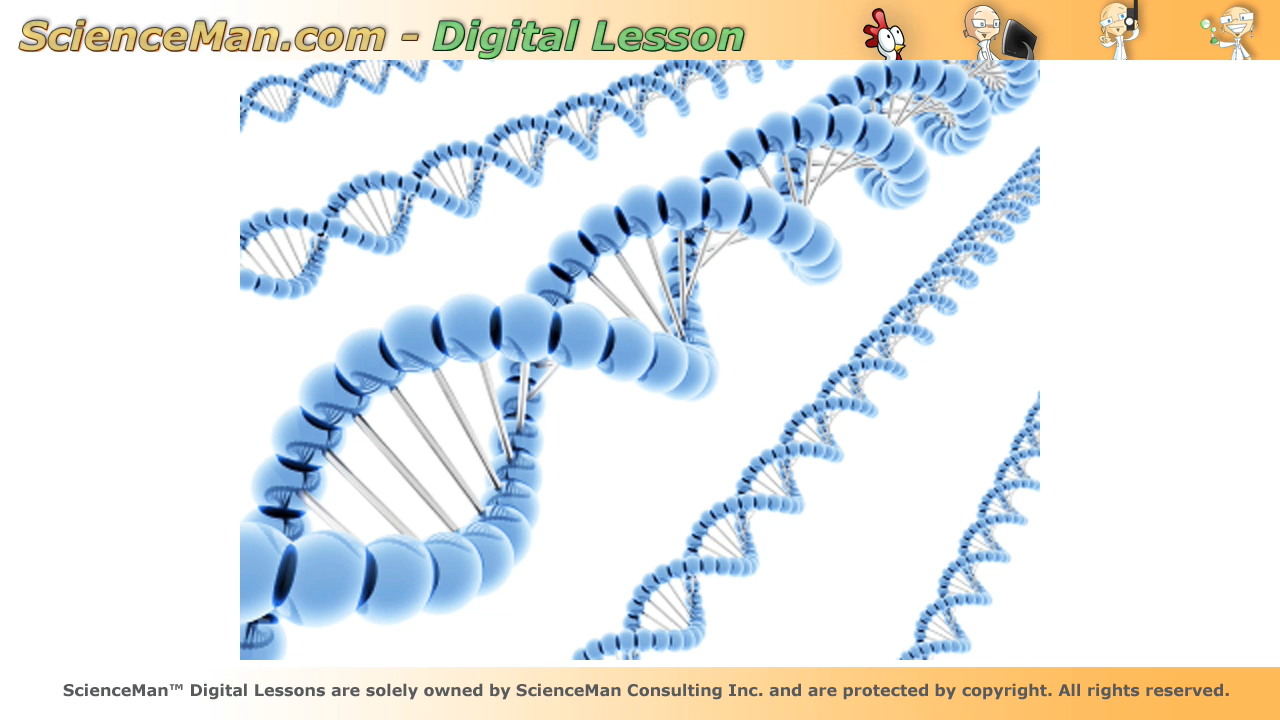 ScienceMan.com - Digital Lesson
ScienceMan™ Digital Lessons are solely owned by ScienceMan Consulting Inc. and are protected by copyright. All rights reserved.